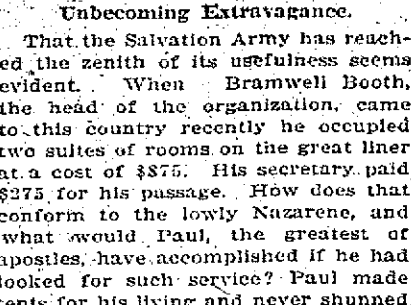 Unbecoming Extravagance.
That the Salvation Army has reach-
ed the zenith of its usefulness seems
evident. When Bramwell Booth,
the head of the organization, came
to this country recently he occupied
two suites of rooms on the great liner
at a cost of $875. His secretary paid
$275 for his passage. How does that
conform to the lowly Nazarene, and
what would Paul, the greatest of
apostles, have accomplished if he had
looked for such service? Paul made
tents for his living and never shunned